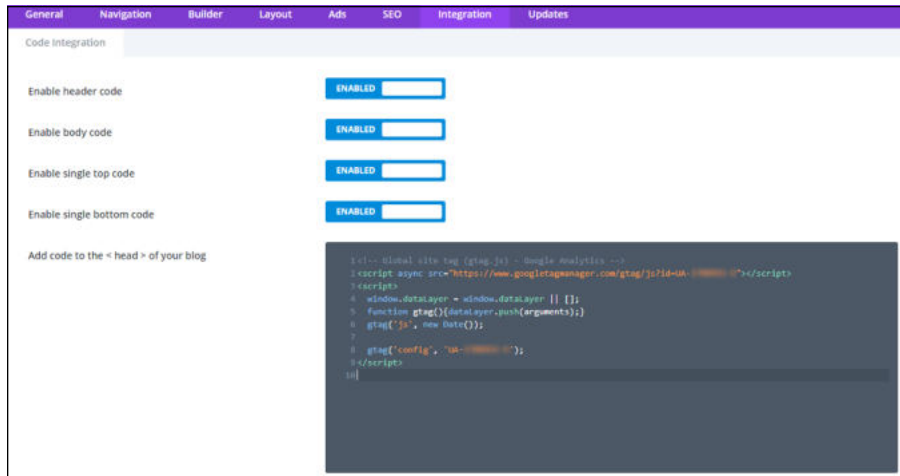 General Navigation Builder Layout Ads SEO Integration Updates
Code Integration
Enable header code ENABLED
Enable body code ENABLED
Enable single top code ENABLED
Enable single bottom code ENABLED
Add code to the < head > of your blog
1 <!-- Global site tag (gtag.js) - Google Analytics -->
2 <script async src="https://www.googletagmanager.com/gtag/js?id=UA- "></script>
3 <script>
4 window.dataLayer = window.dataLayer || [];
5 function gtag(){dataLayer.push(arguments);}
6 gtag('js', new Date());
7
8 gtag('config', 'UA- ');
9 </script>
10